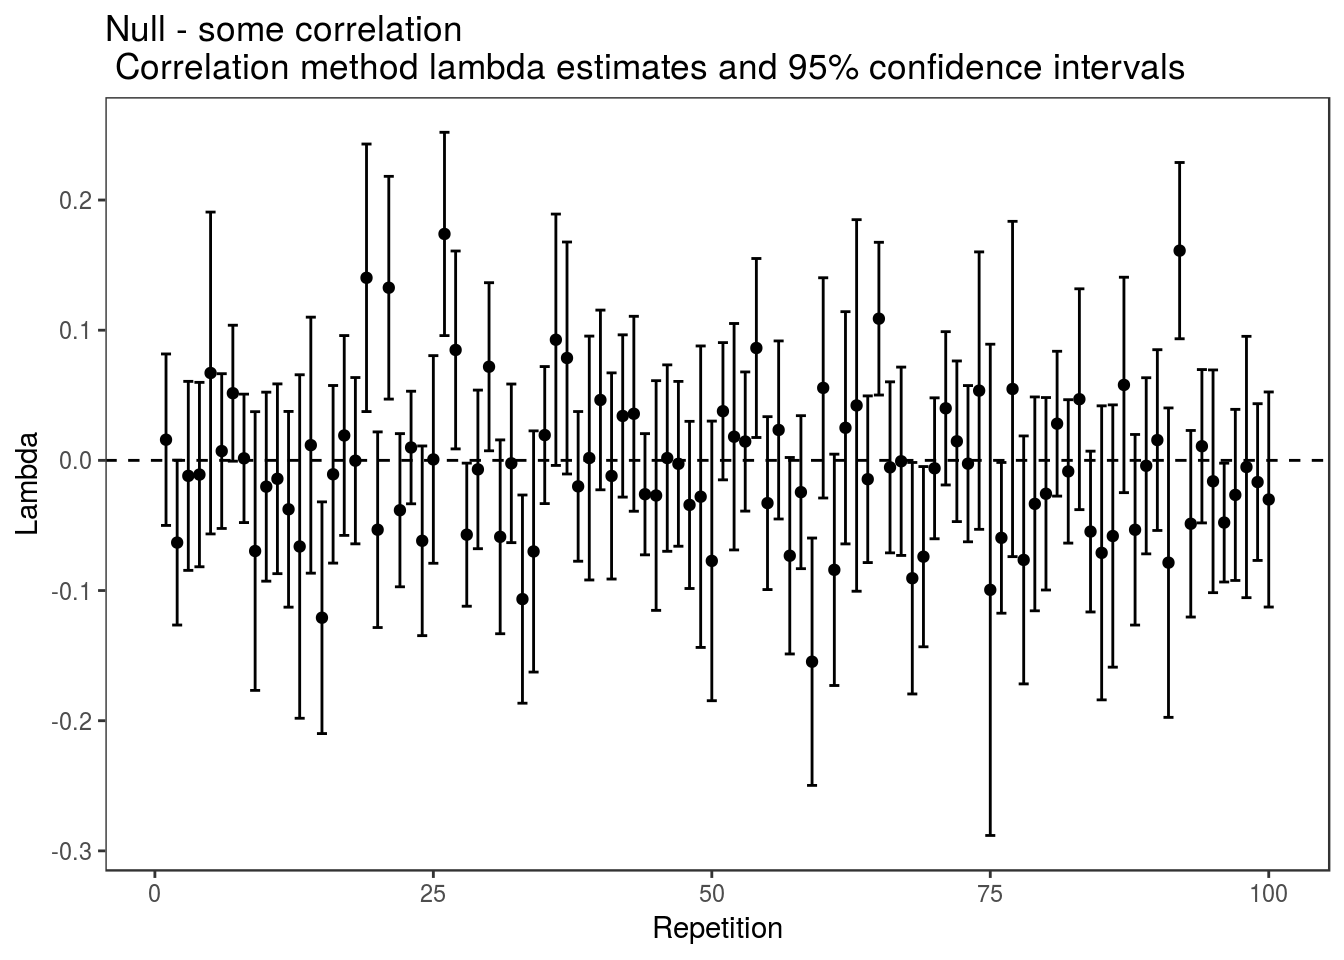 Null - some correlation
Correlation method lambda estimates and 95% confidence intervals
0.2
0.1
0.0
-0.1
-0.2
-0.3
Lambda
0 25 50 75 100
Repetition